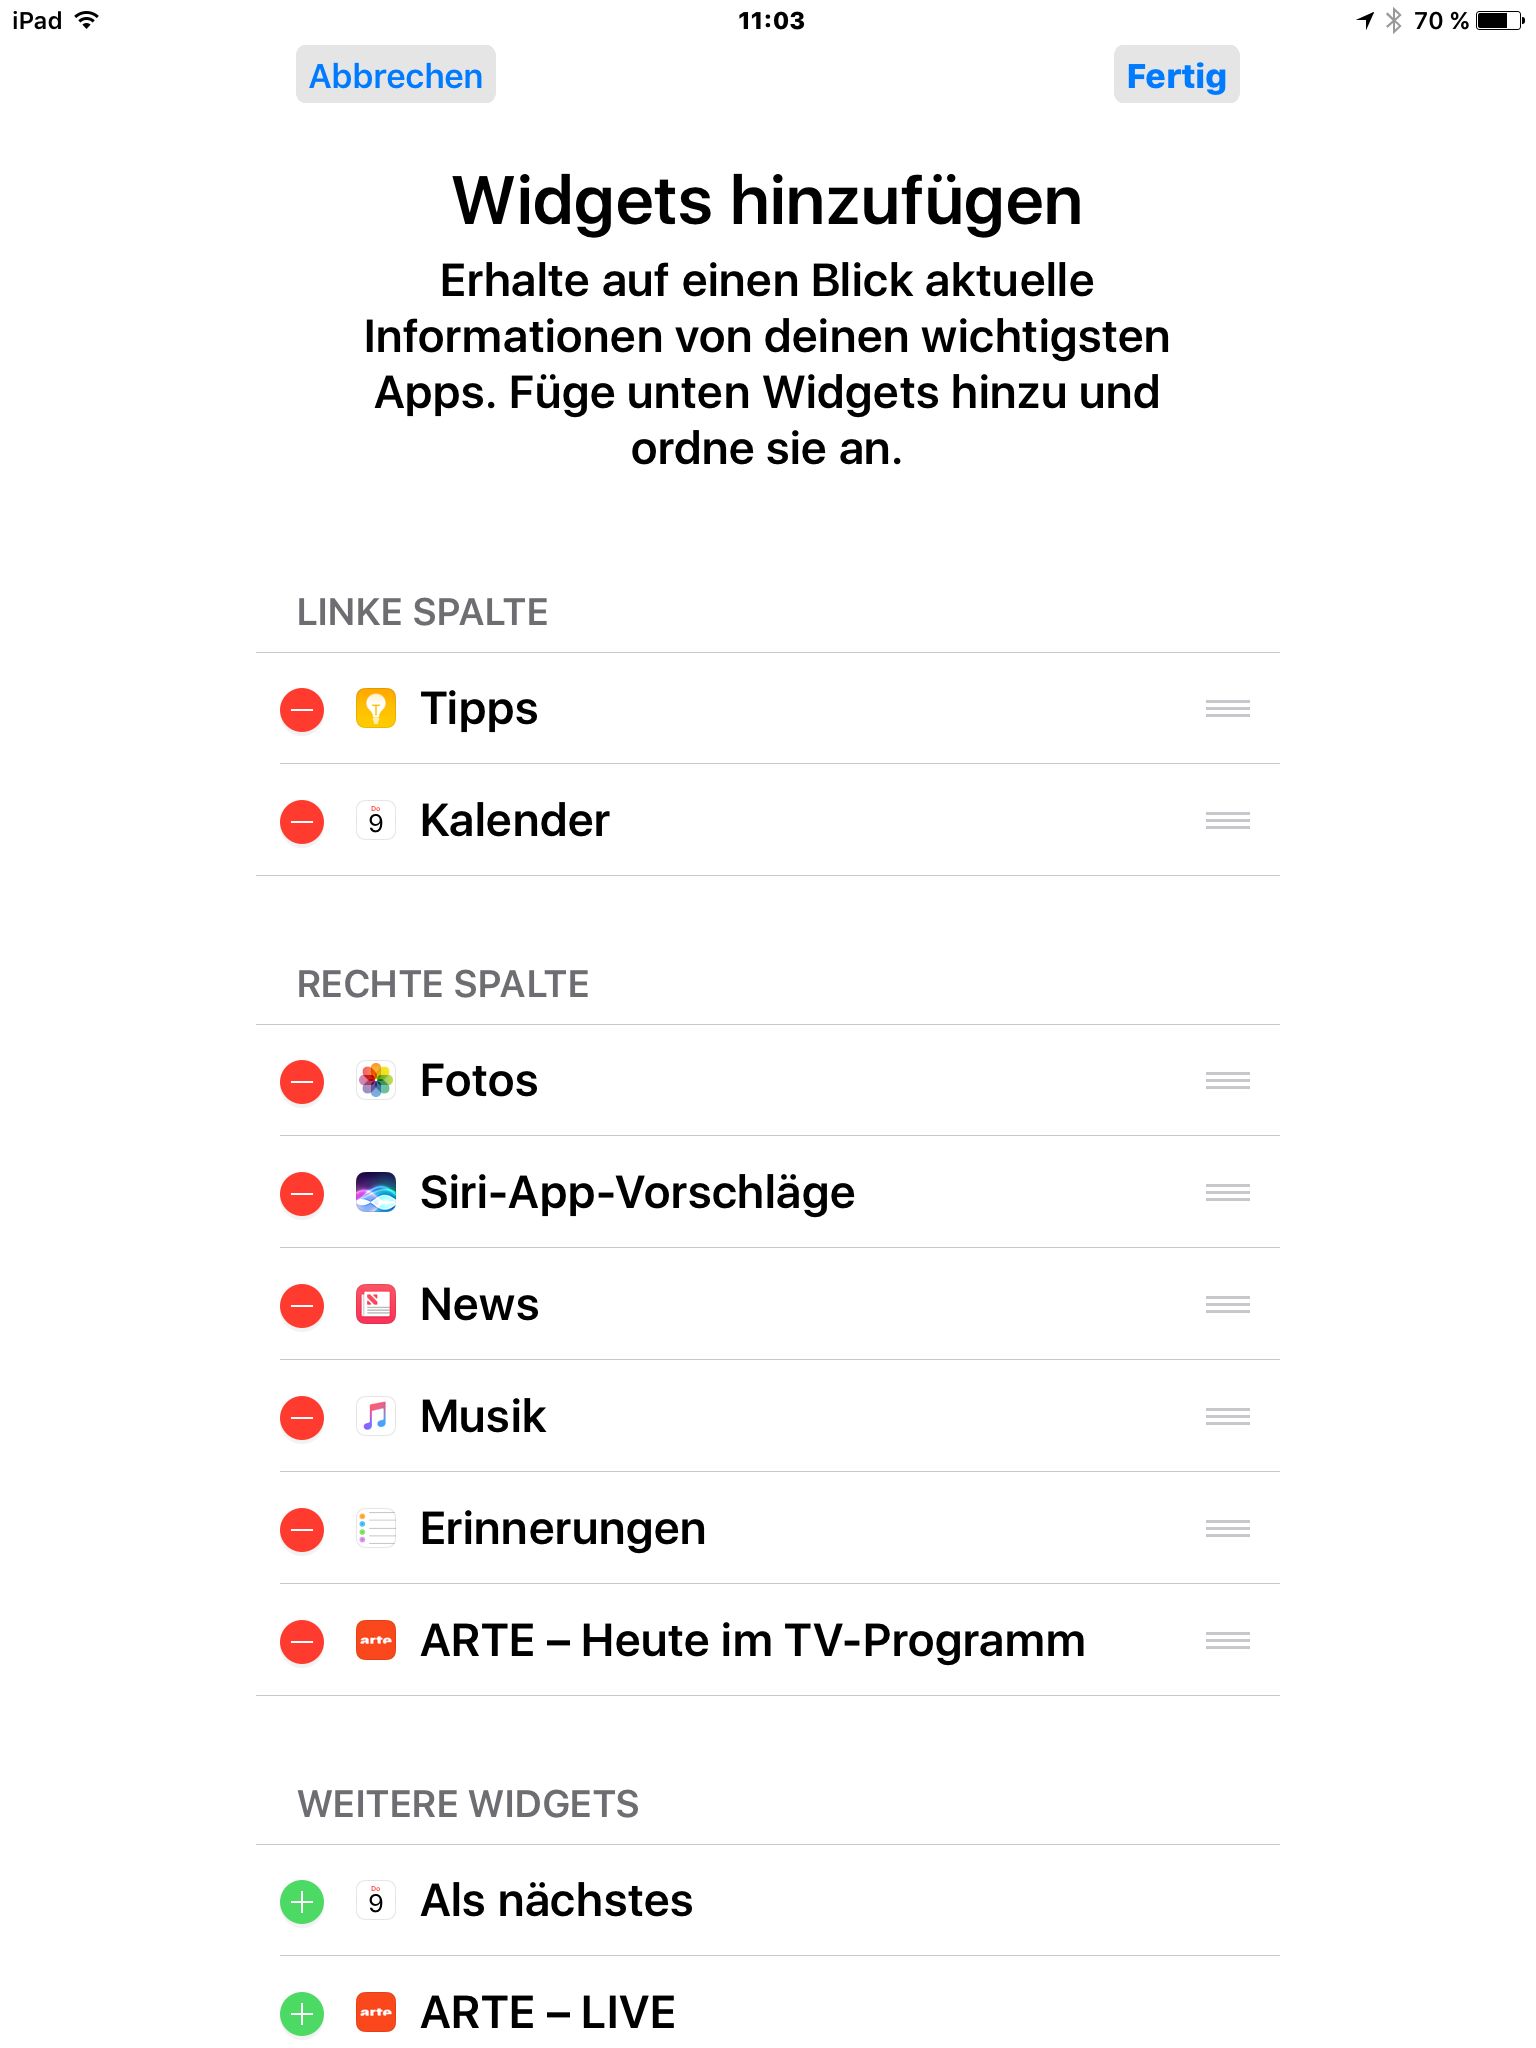 iPad 11:03 70 %
Abbrechen Fertig
Widgets hinzufügen
Erhalte auf einen Blick aktuelle
Informationen von deinen wichtigsten
Apps. Füge unten Widgets hinzu und
ordne sie an.
LINKE SPALTE
Tipps
Do
9 Kalender
RECHTE SPALTE
Fotos
Siri-App-Vorschläge
News
Musik
Erinnerungen
arte ARTE – Heute im TV-Programm
WEITERE WIDGETS
Do
9 Als nächstes
arte ARTE – LIVE